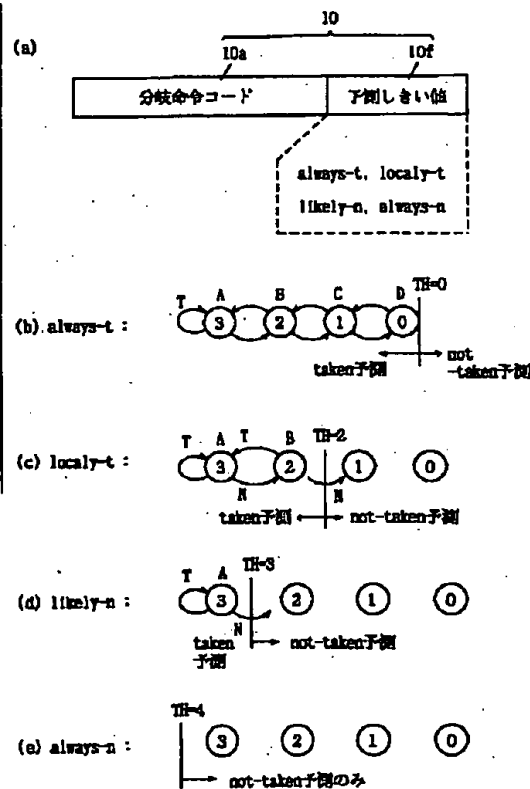 10
(a)
10a 10f
分岐命令コード 予測しきい値
always-t, localy-t
likely-n, always-n
TH=0
T A B C D
(b) always-t : 3 2 1 0
taken予測 not
-taken予測
T A T B TH=2
(c) localy-t : 3 2 1 0
N N
taken予測 not-taken予測
T A TH=3
(d) likely-n : 3 2 1 0
N
taken not-taken予測
予測
TH=4
(e) always-n : 3 2 1 0
not-taken予測のみ